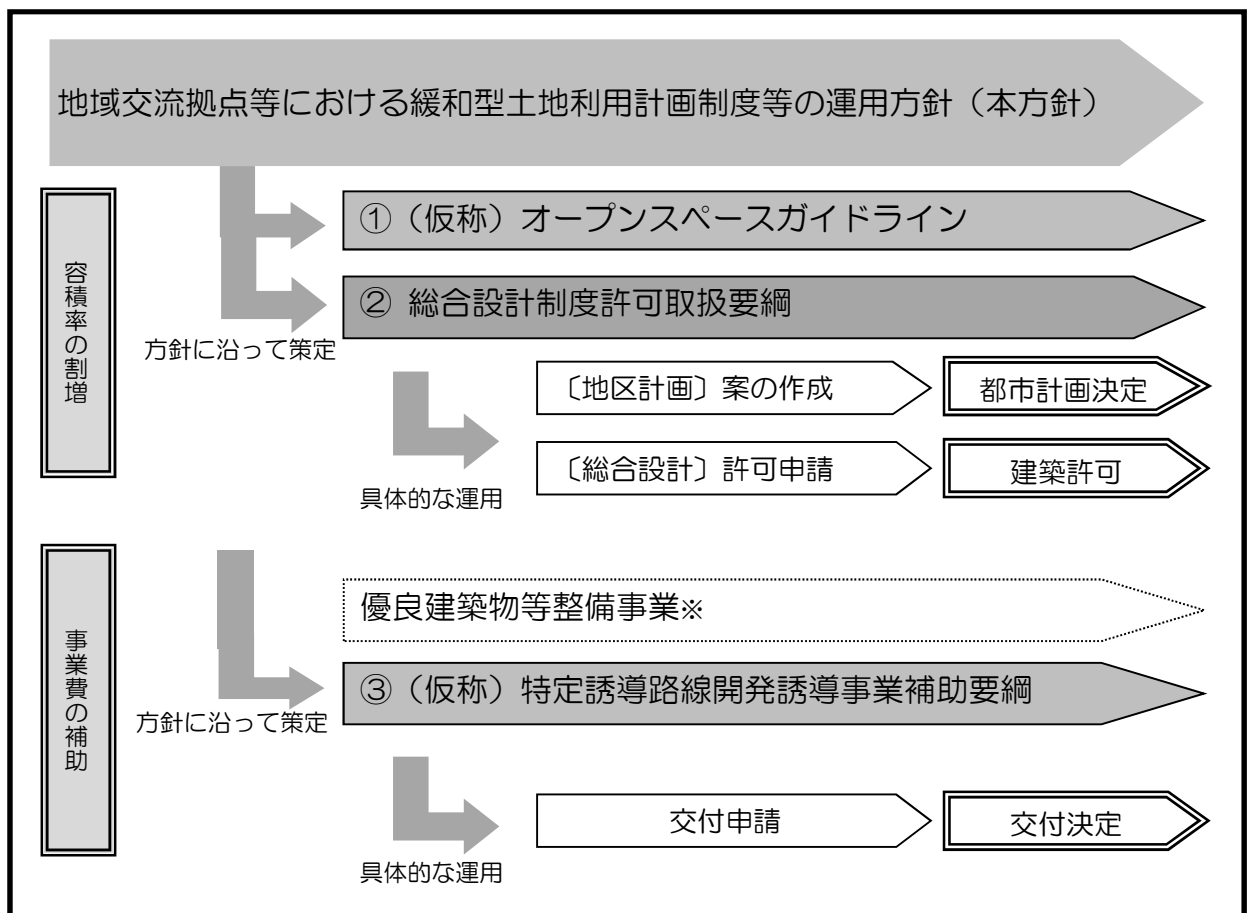 地域交流拠点等における緩和型土地利用計画制度等の運用方針（本方針）
容積率の割増
方針に沿って策定
①（仮称）オープンスペースガイドライン
② 総合設計制度許可取扱要綱
具体的な運用
〔地区計画〕案の作成
都市計画決定
〔総合設計〕許可申請
建築許可
事業費の補助
方針に沿って策定
優良建築物等整備事業※
③（仮称）特定誘導路線開発誘導事業補助要綱
具体的な運用
交付申請
交付決定